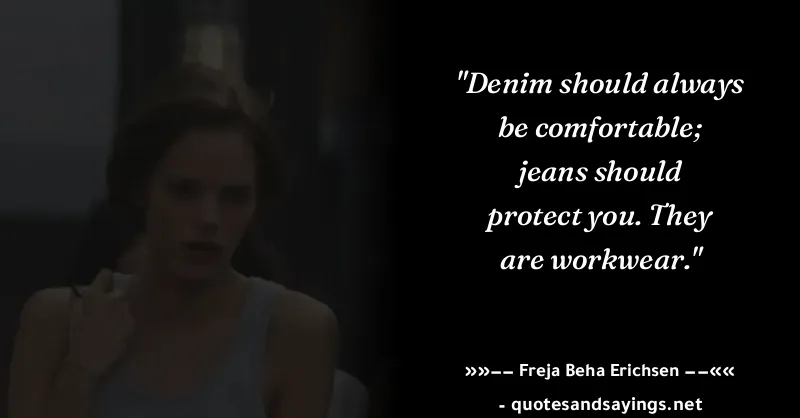 "Denim should always
be comfortable;
jeans should
protect you. They
are workwear."
»»−− Freja Beha Erichsen −−««
- quotesandsayings.net